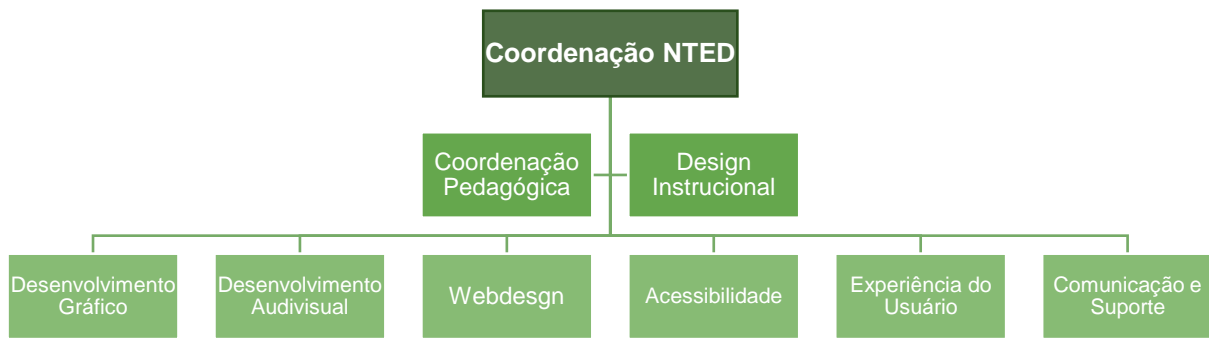 Coordenação NTED
Coordenação
Pedagógica
Design
Instrucional
Desenvolvimento
Gráfico
Desenvolvimento
Audivisual
Webdesgn
Acessibilidade
Experiência do
Usuário
Comunicação e
Suporte